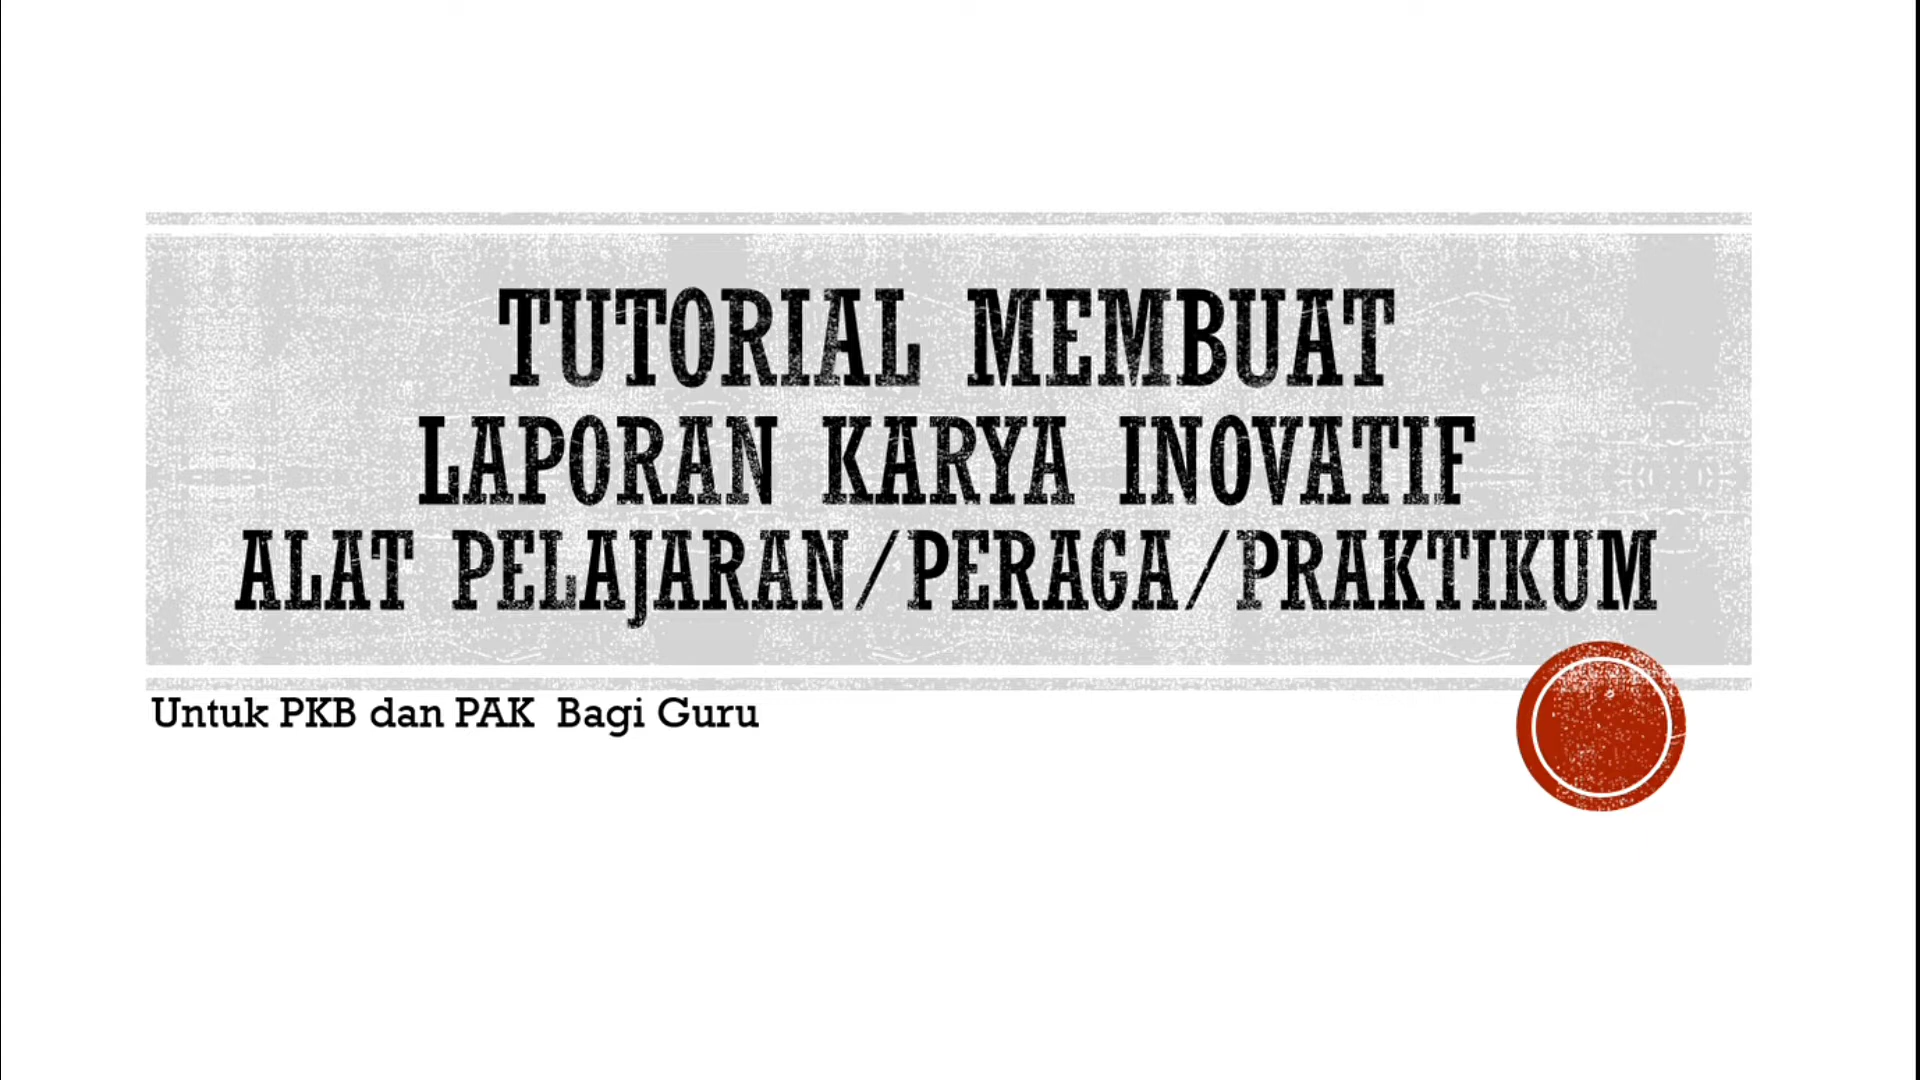 TUTORIAL MEMBUAT
LAPORAN KARYA INOVATIF
ALAT PELAJARAN/PERAGA/PRAKTIKUM
Untuk PKB dan PAK Bagi Guru